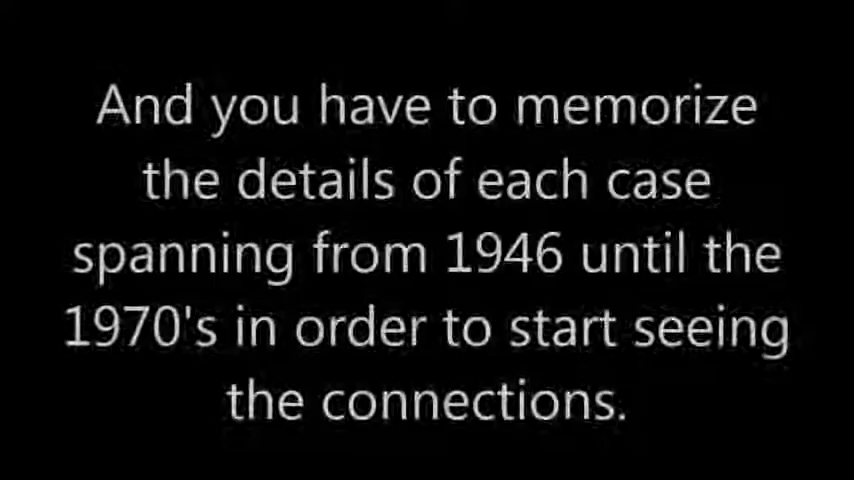 And you have to memorize
the details of each case
spanning from 1946 until the
1970's in order to start seeing
the connections.